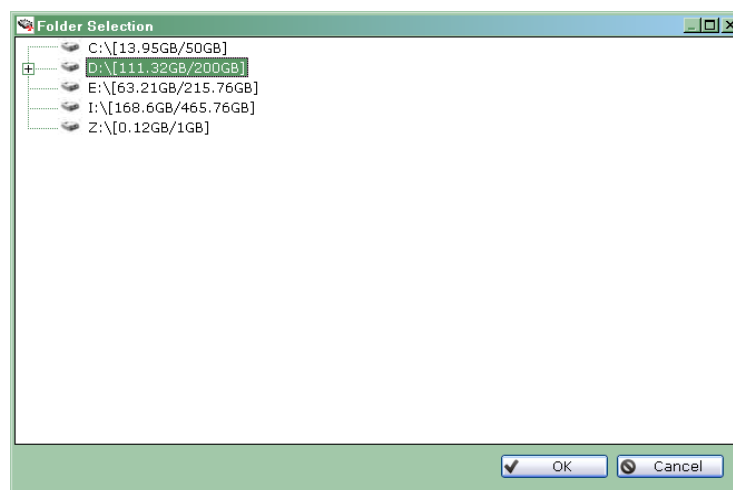 Folder Selection
C:\[13.95GB/50GB]
D:\[111.32GB/200GB]
E:\[63.21GB/215.76GB]
I:\[168.6GB/465.76GB]
Z:\[0.12GB/1GB]
OK Cancel